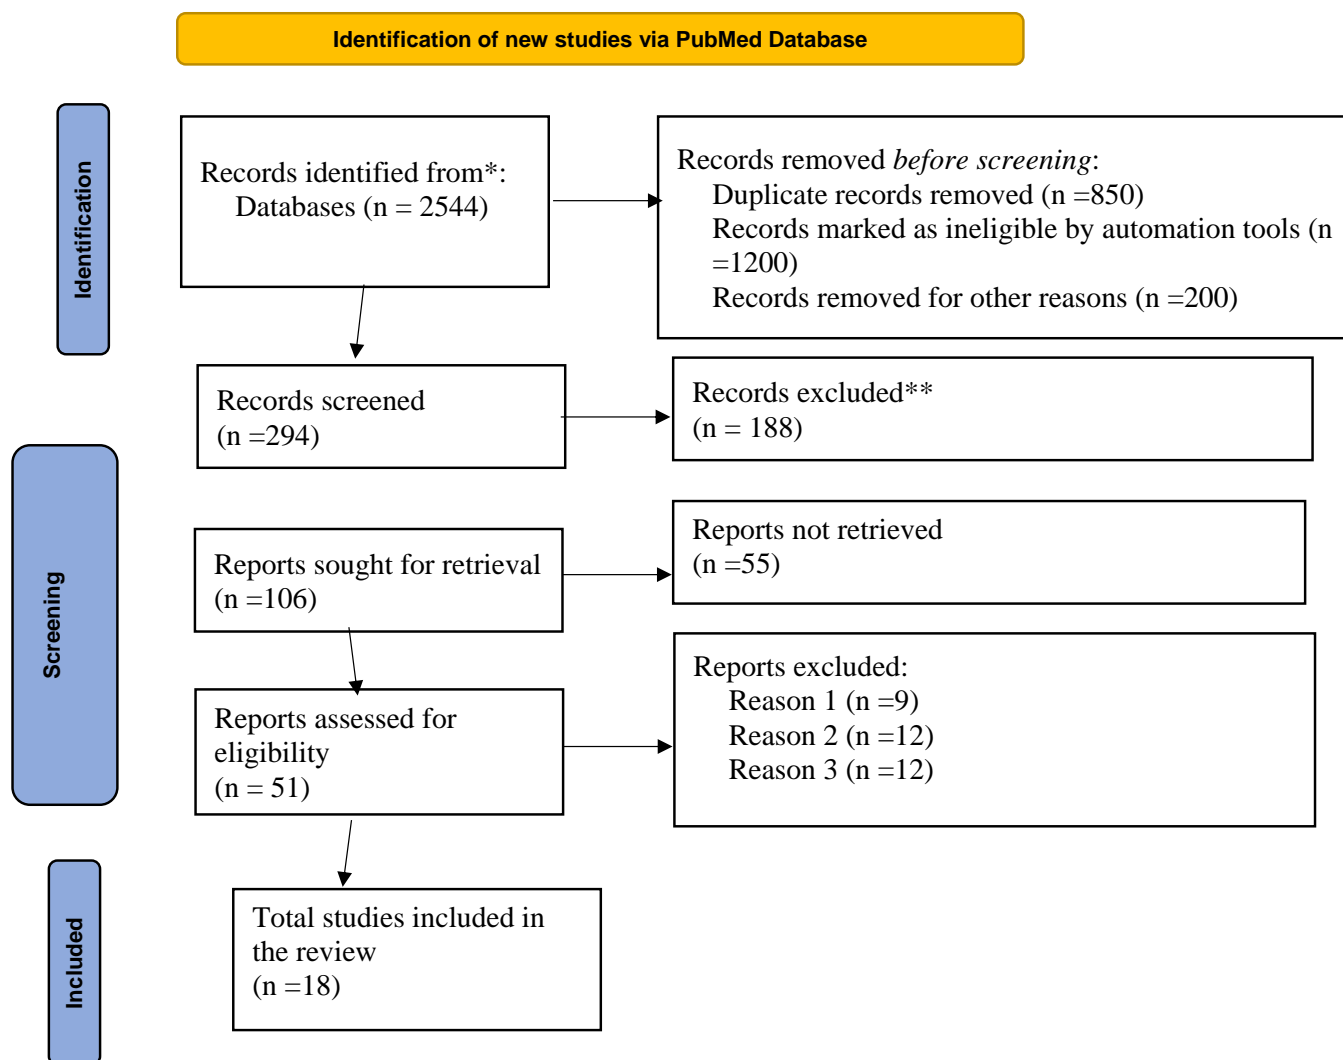 Identification of new studies via PubMed Database
Identification
Records identified from*:
Databases (n = 2544)
Records removed before screening:
Duplicate records removed (n =850)
Records marked as ineligible by automation tools (n
=1200)
Records removed for other reasons (n =200)
Records screened
(n =294)
Records excluded**
(n = 188)
Screening
Reports sought for retrieval
(n =106)
Reports not retrieved
(n =55)
Reports assessed for
eligibility
(n = 51)
Reports excluded:
Reason 1 (n =9)
Reason 2 (n =12)
Reason 3 (n =12)
Included
Total studies included in
the review
(n =18)